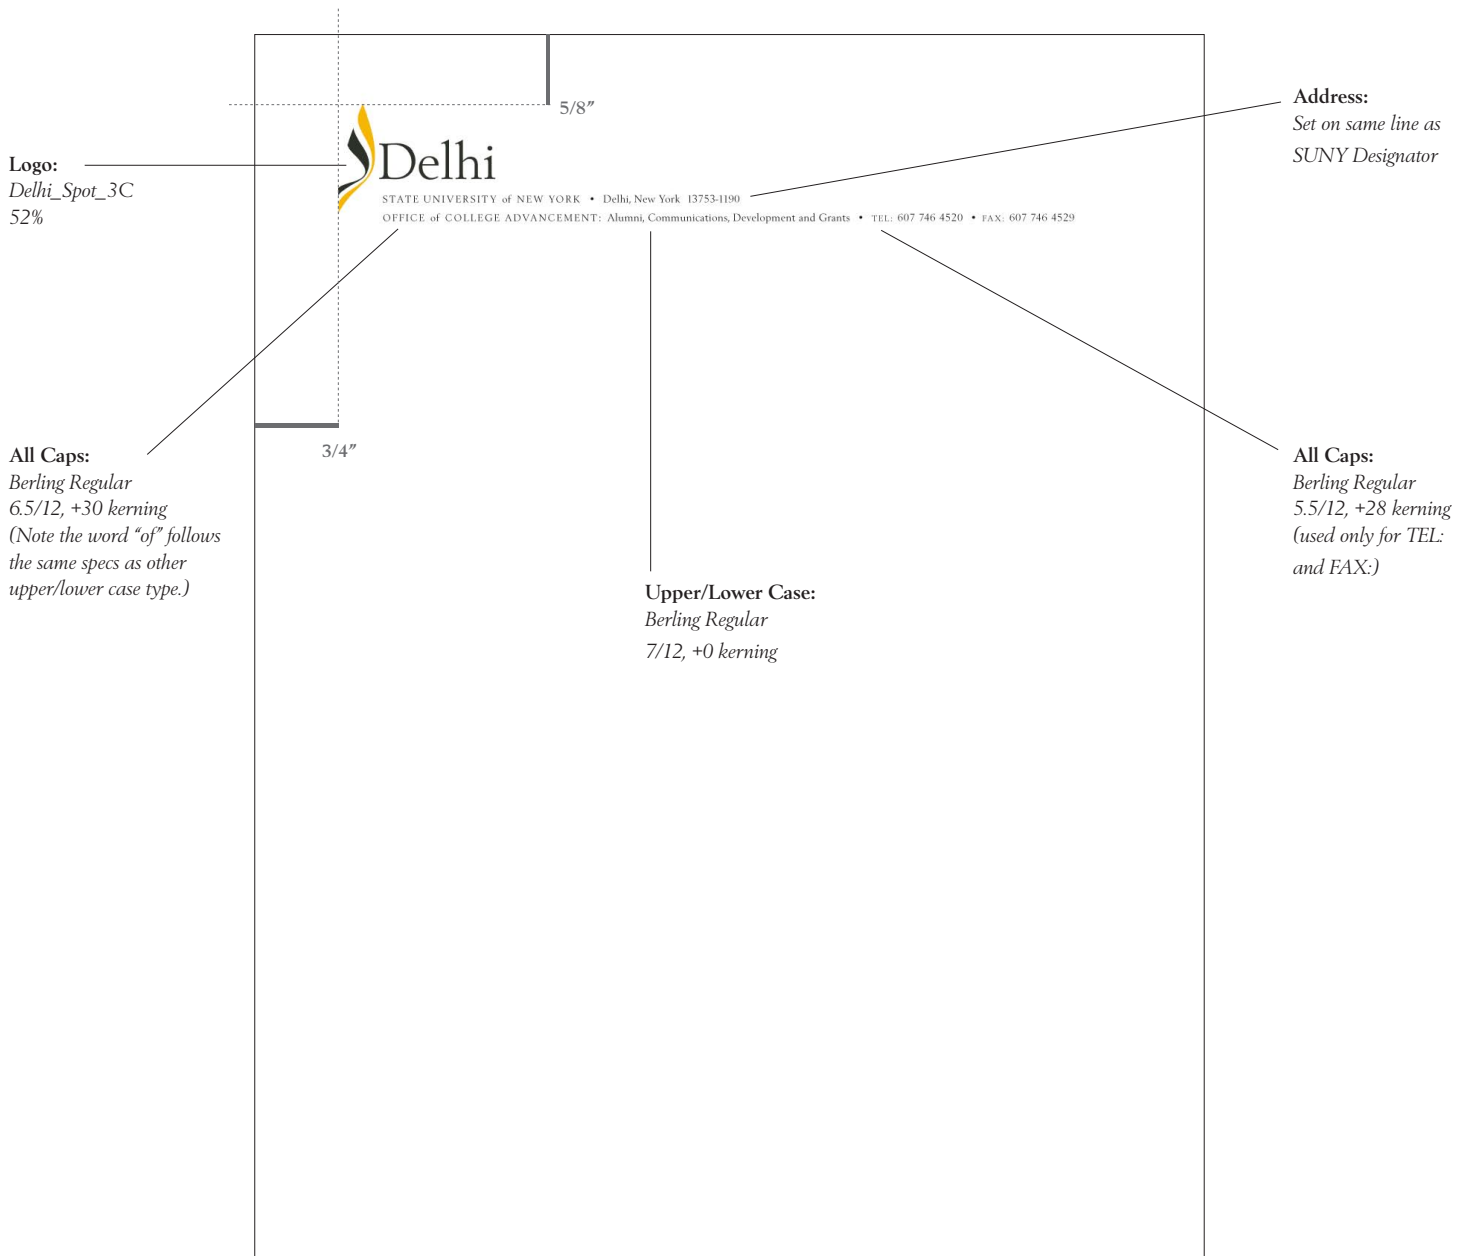 5/8”
Address:
Set on same line as
SUNY Designator
Logo:
Delhi_Spot_3C
52%
Delhi
STATE UNIVERSITY of NEW YORK • Delhi, New York 13753-1190
OFFICE of COLLEGE ADVANCEMENT: Alumni, Communications, Development and Grants • TEL: 607 746 4520 • FAX: 607 746 4529
3/4”
All Caps:
Berling Regular
6.5/12, +30 kerning
(Note the word “of” follows
the same specs as other
upper/lower case type.)
Upper/Lower Case:
Berling Regular
7/12, +0 kerning
All Caps:
Berling Regular
5.5/12, +28 kerning
(used only for TEL:
and FAX:)